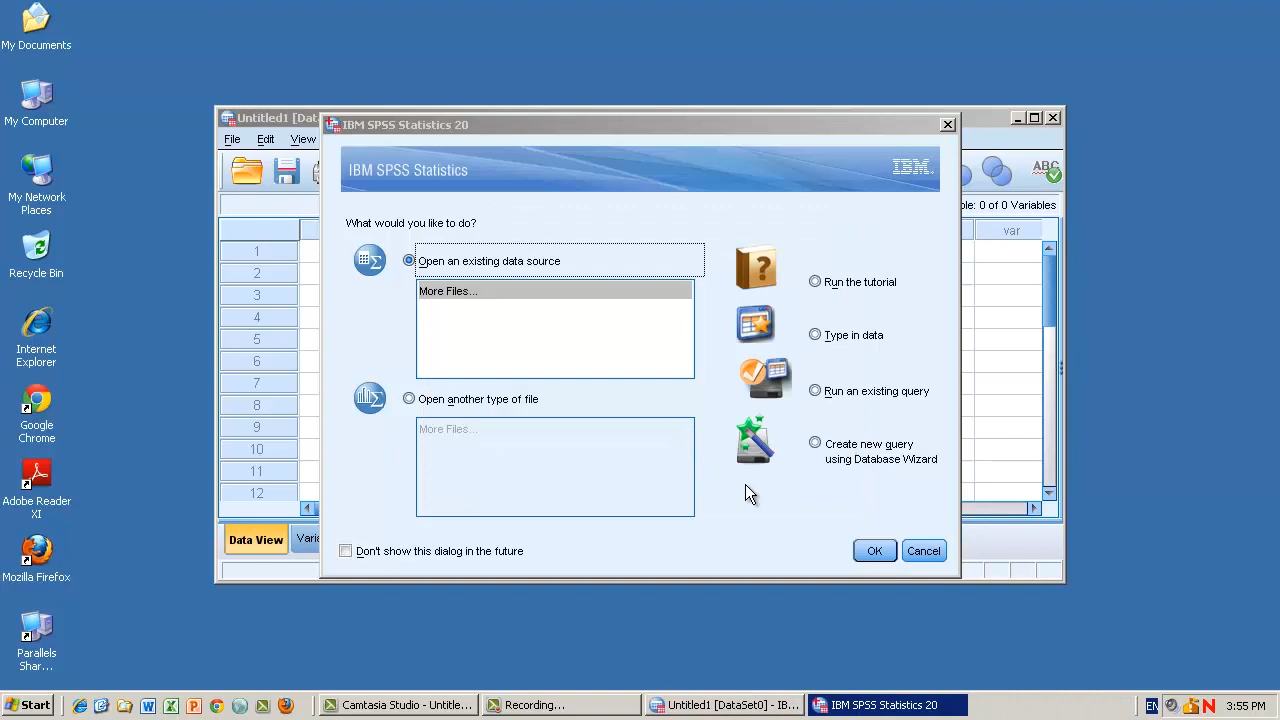 My Documents
My Computer
My Network
Places
Recycle Bin
Internet
Explorer
Google
Chrome
Adobe Reader
XI
Mozilla Firefox
Parallels
Shar...
Untitled1 [Dat
File Edit View
ABC
ble: 0 of 0 Variables
var
1
2
3
4
5
6
7
8
9
10
11
12
Data View
Varia
IBM SPSS Statistics 20
IBM SPSS Statistics
IBM.
What would you like to do?
Open an existing data source
More Files...
Open another type of file
More Files...
Run the tutorial
Type in data
Run an existing query
Create new query
using Database Wizard
Don't show this dialog in the future
OK
Cancel
Start
Camtasia Studio - Untitle...
Recording...
Untitled1 [DataSet0] - IB...
IBM SPSS Statistics 20
EN
3:55 PM